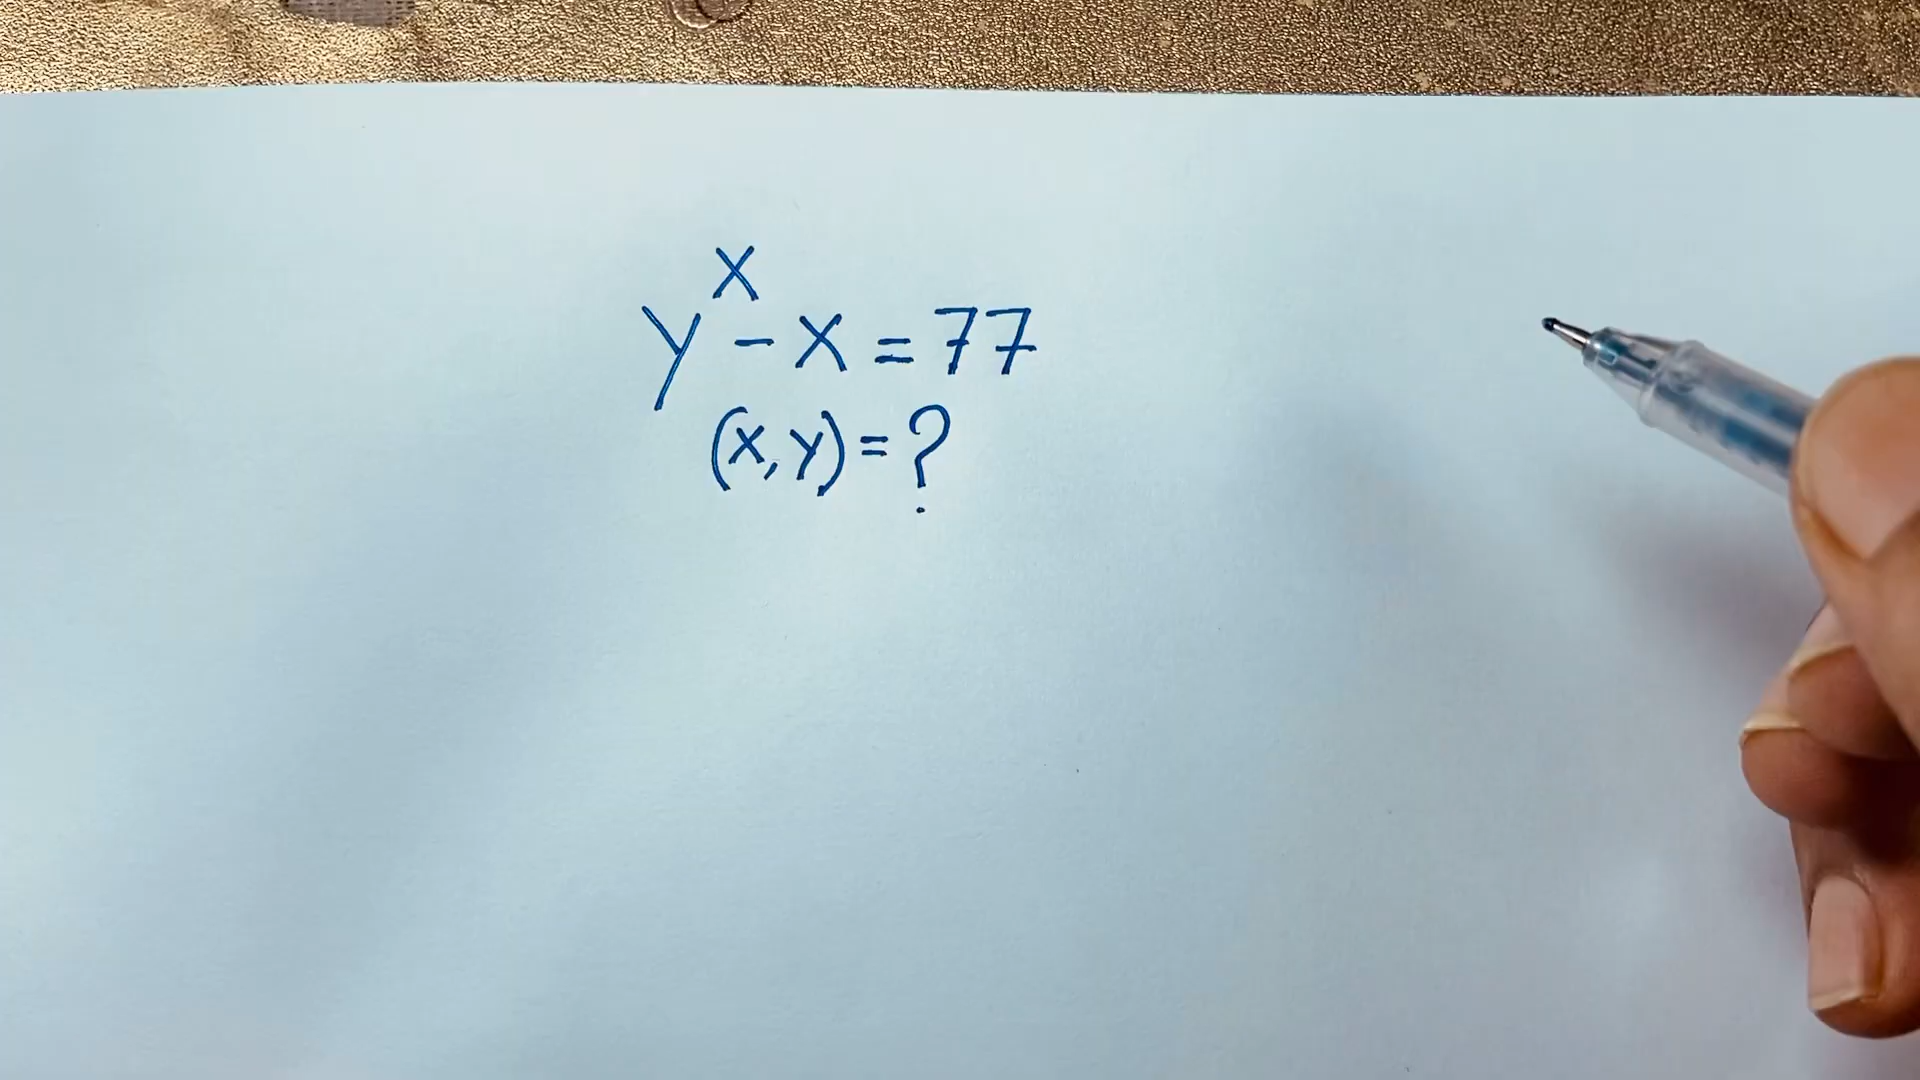 y^x - x = 77
(x, y) = ?